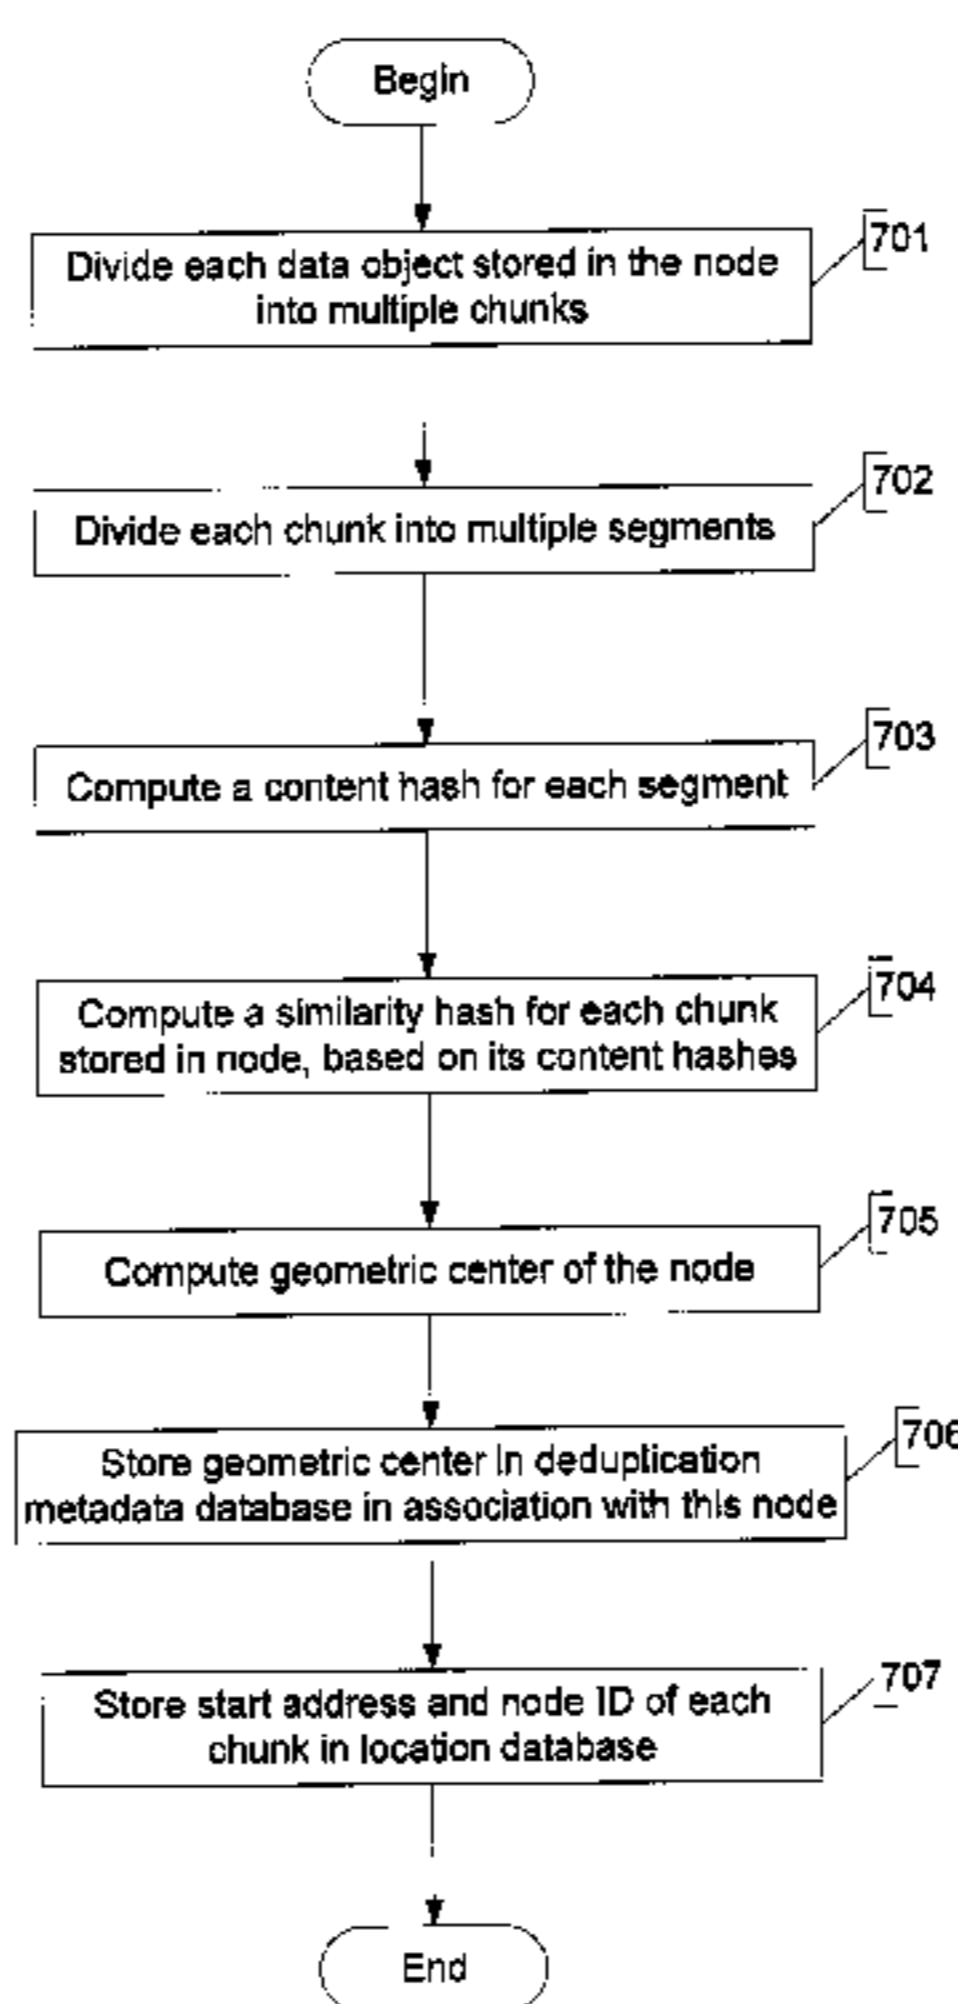 Begin
701
Divide each data object stored in the node
into multiple chunks
702
Divide each chunk into multiple segments
703
Compute a content hash for each segment
704
Compute a similarity hash for each chunk
stored in node, based on its content hashes
705
Compute geometric center of the node
706
Store geometric center in deduplication
metadata database in association with this node
707
Store start address and node ID of each
chunk in location database
End